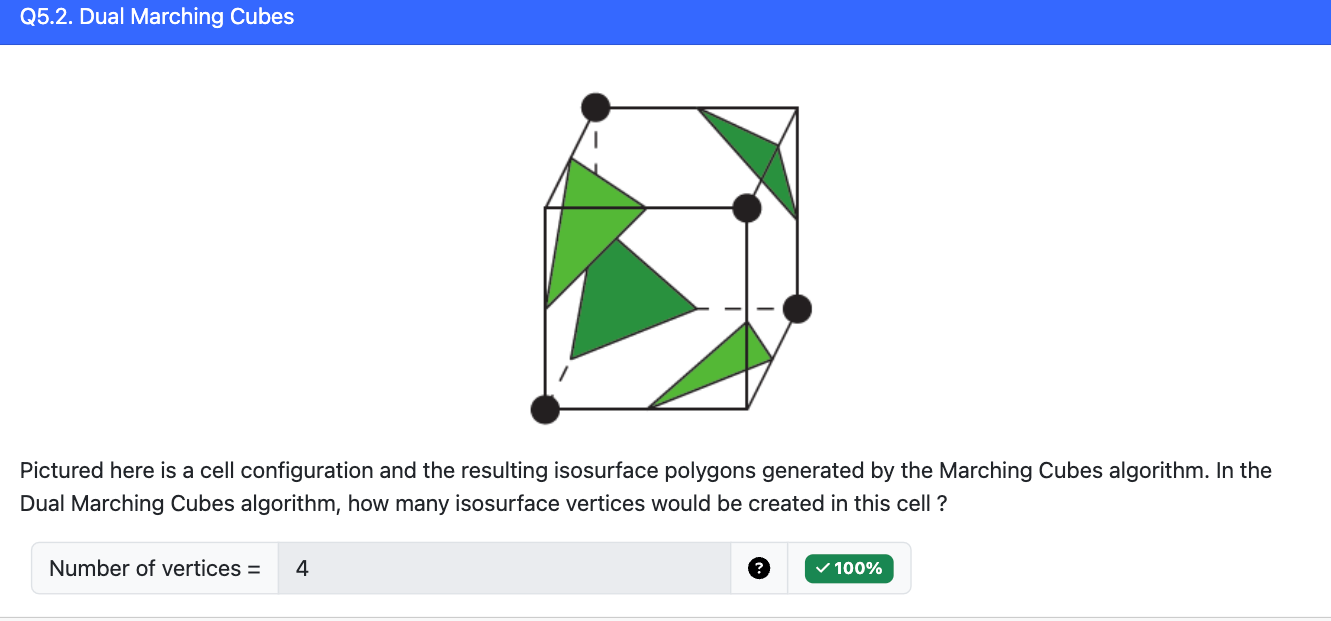 Q5.2. Dual Marching Cubes
Pictured here is a cell configuration and the resulting isosurface polygons generated by the Marching Cubes algorithm. In the
Dual Marching Cubes algorithm, how many isosurface vertices would be created in this cell ?
Number of vertices = 4 ? ✓ 100%